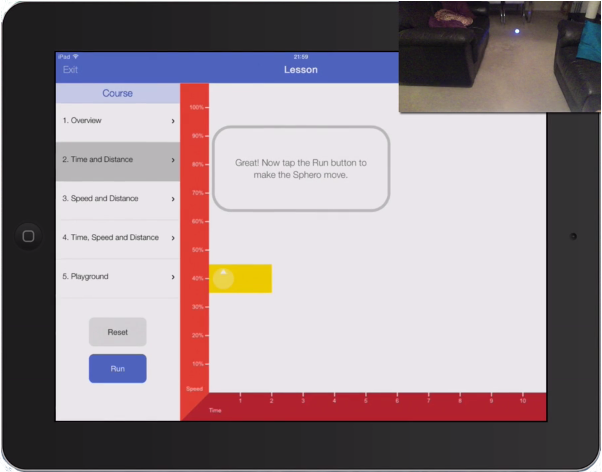 iPad
21:59
Exit
Lesson
Course
1. Overview
2. Time and Distance
3. Speed and Distance
4. Time, Speed and Distance
5. Playground
Reset
Run
100%
90%
80%
70%
60%
50%
40%
30%
20%
10%
Speed
Great! Now tap the Run button to
make the Sphero move.
1 2 3 4 5 6 7 8 9 10
Time